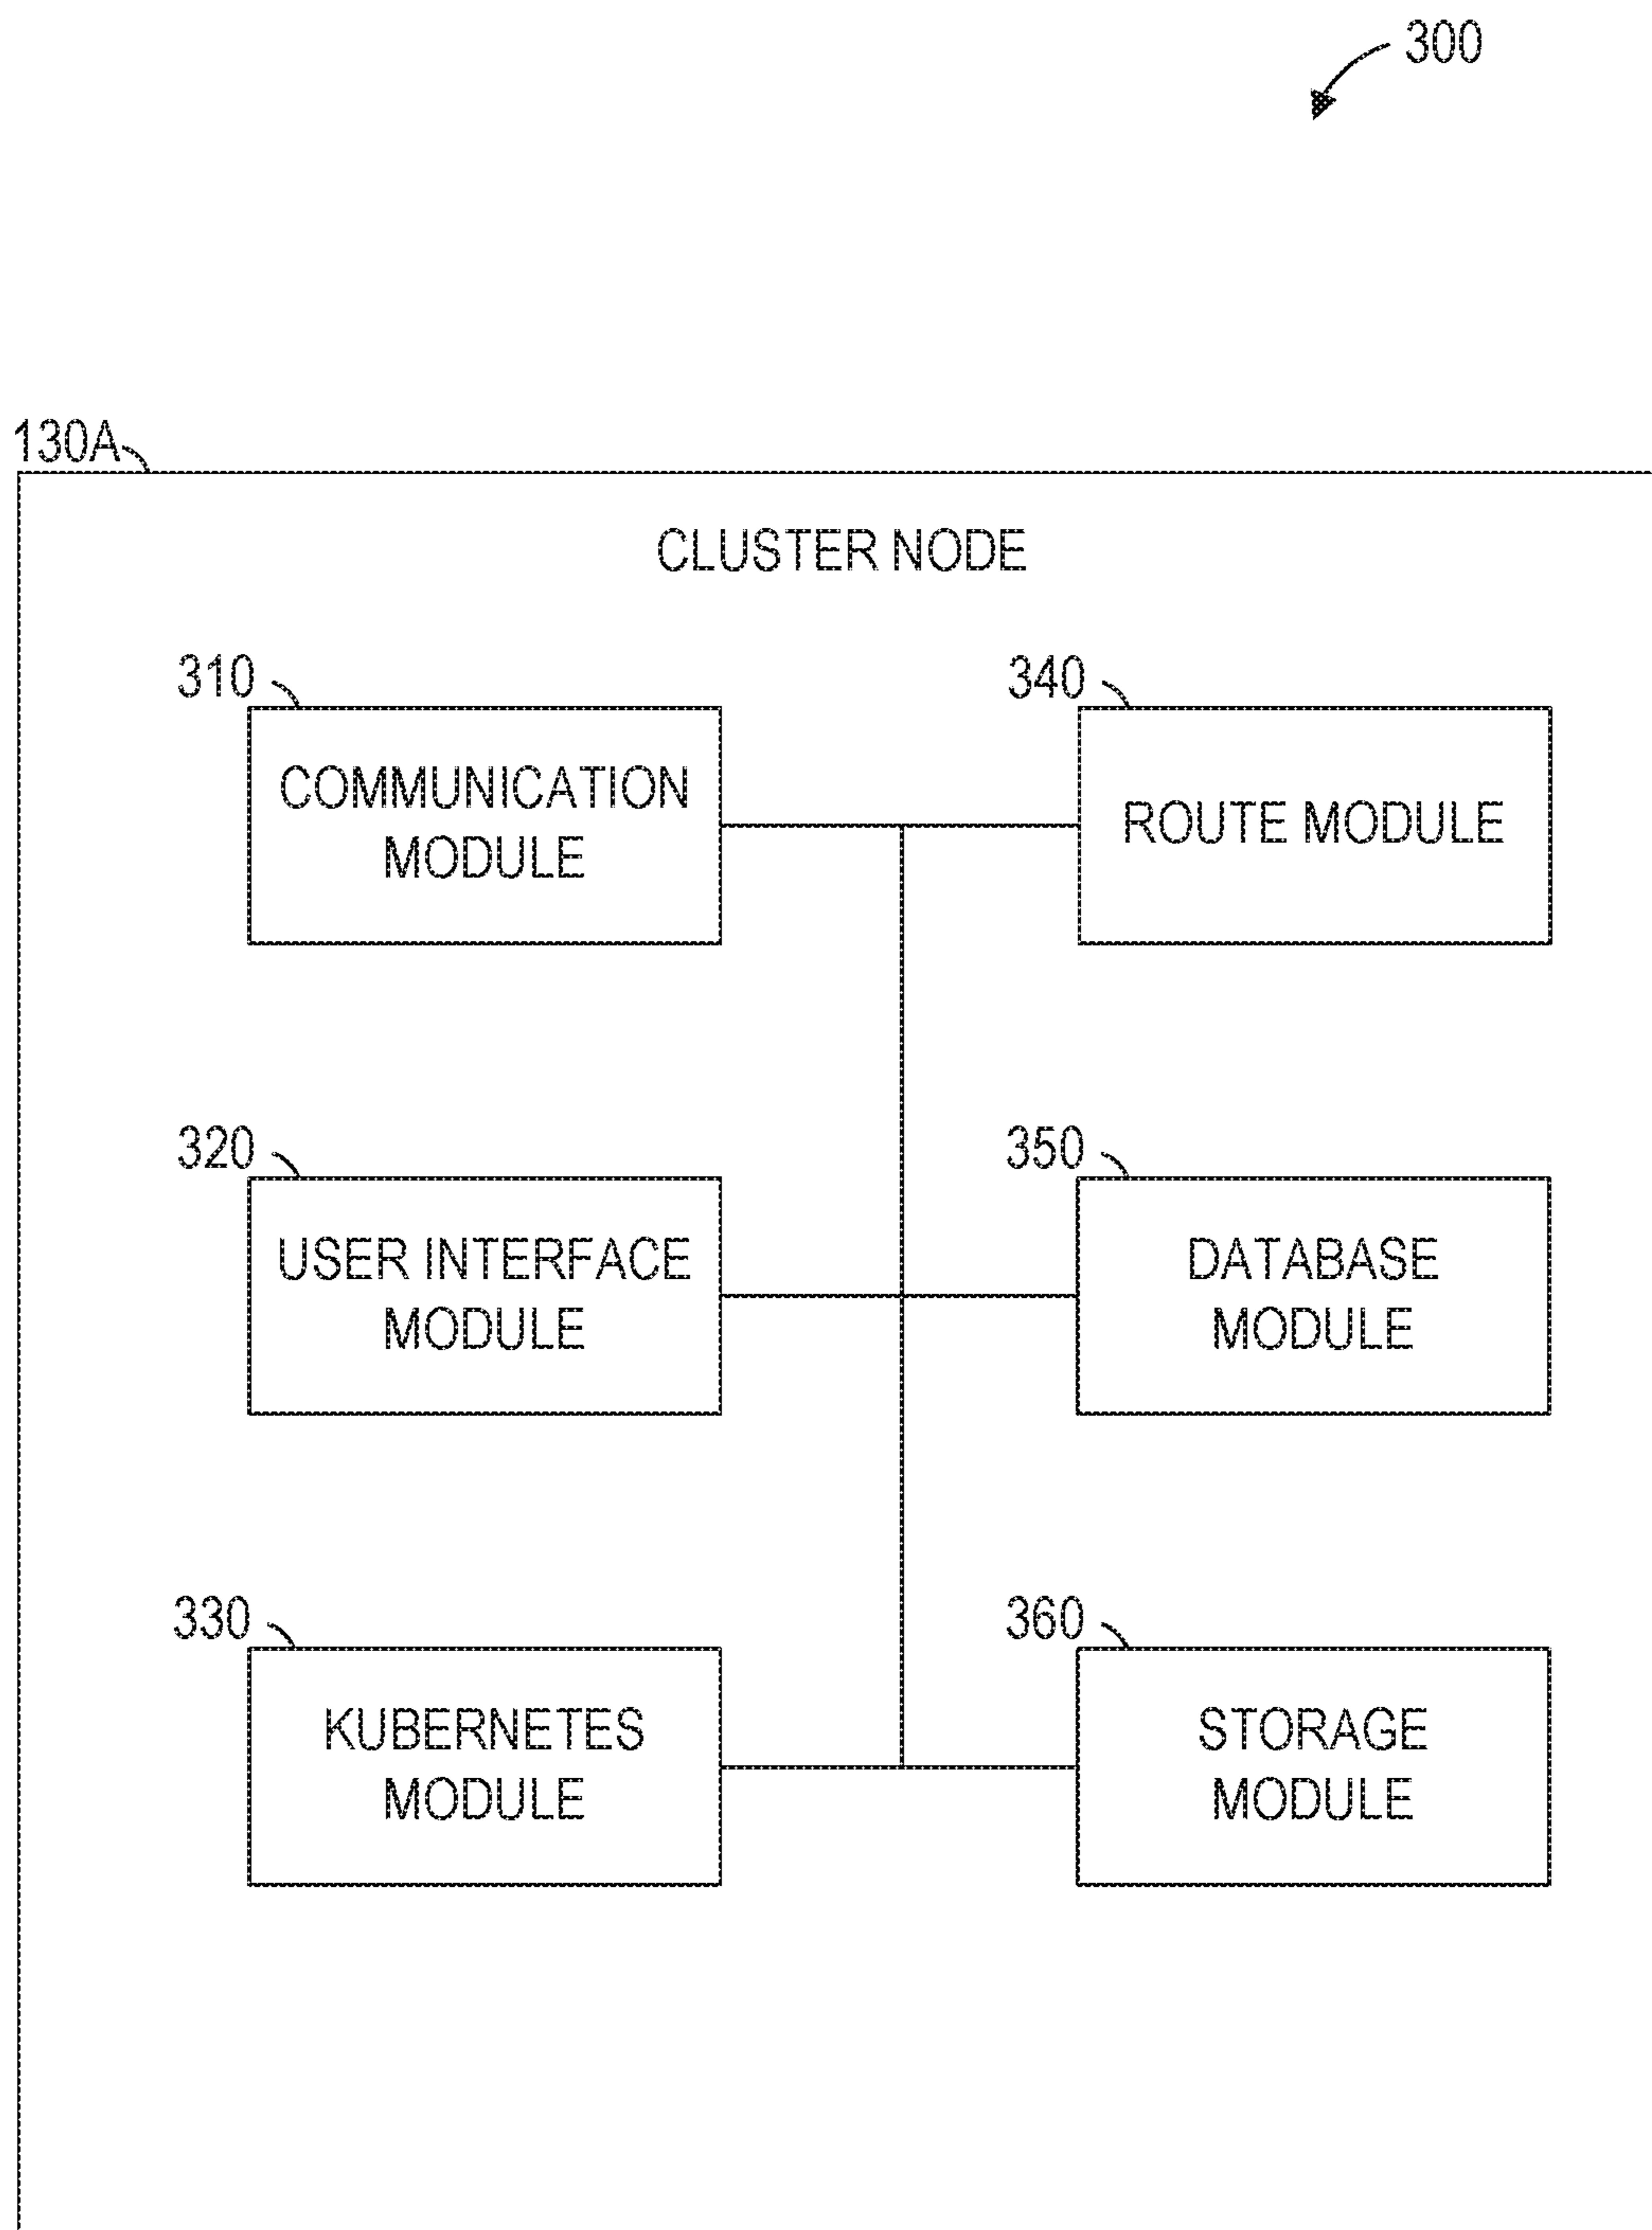 300
130A
CLUSTER NODE
310
COMMUNICATION
MODULE
340
ROUTE MODULE
320
USER INTERFACE
MODULE
350
DATABASE
MODULE
330
KUBERNETES
MODULE
360
STORAGE
MODULE